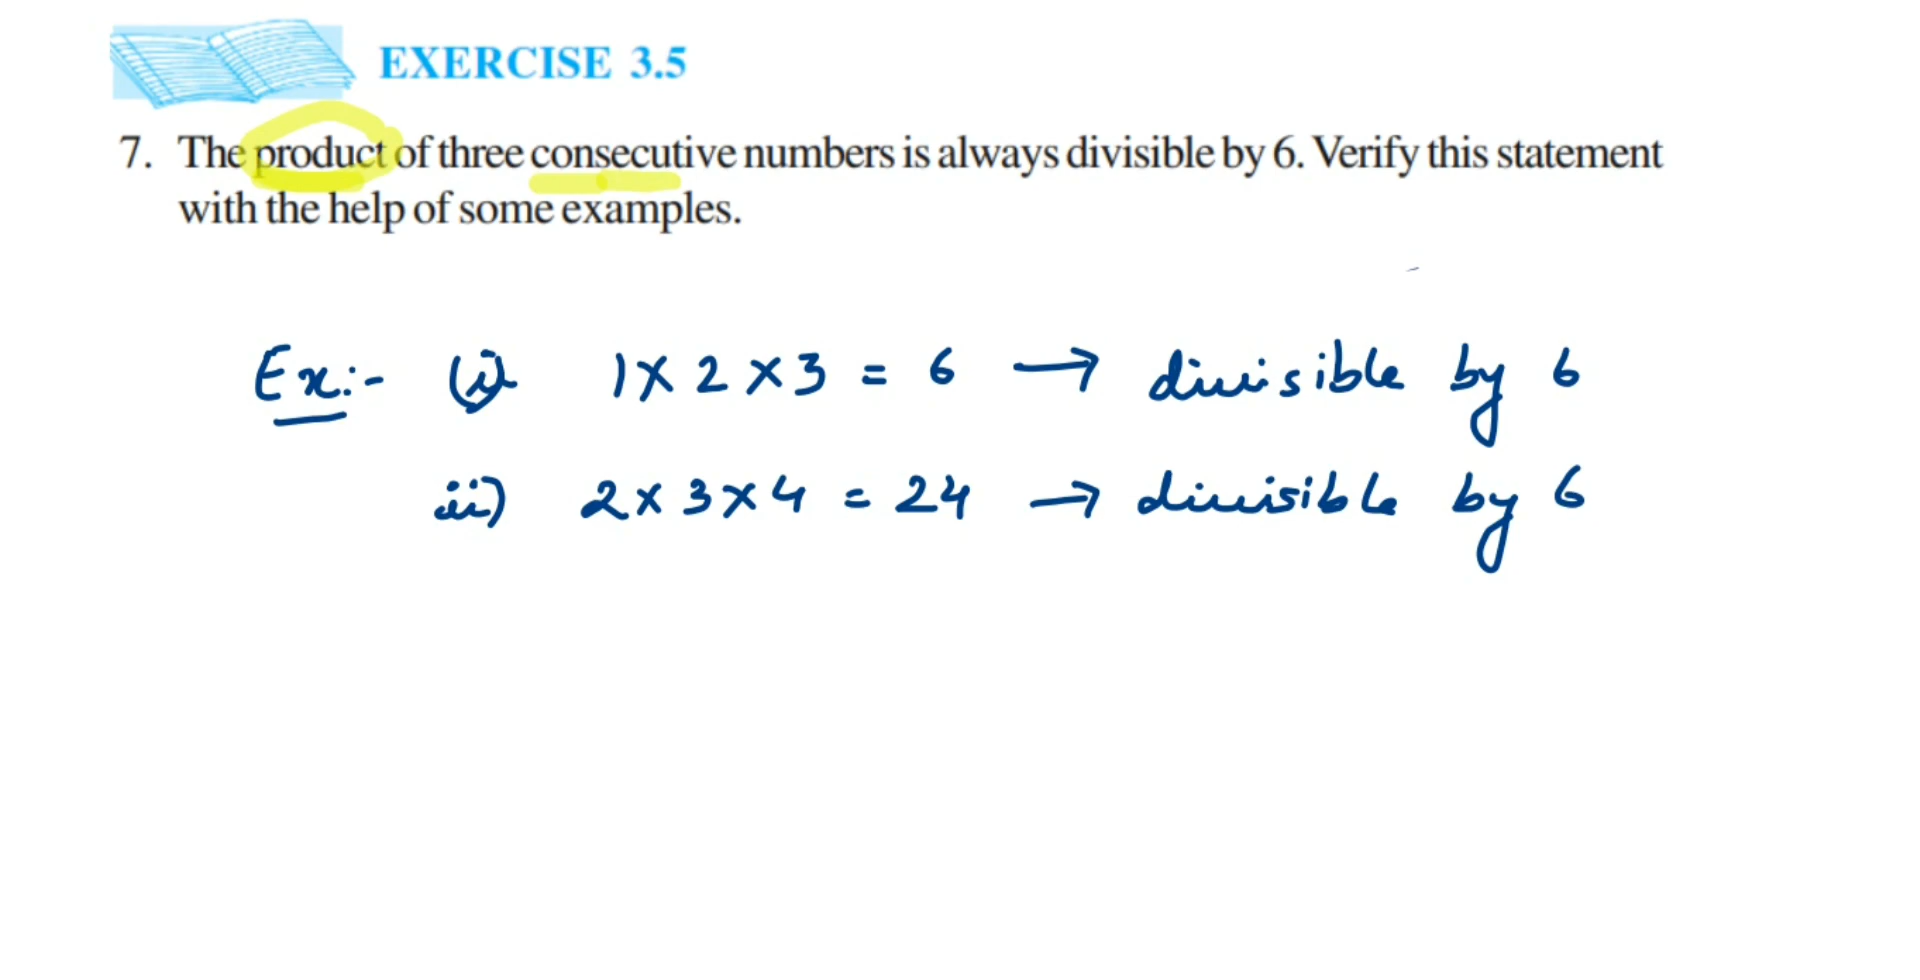 EXERCISE 3.5
7. The product of three consecutive numbers is always divisible by 6. Verify this statement
with the help of some examples.
Ex:- (i) 1 × 2 × 3 = 6 → divisible by 6
ii) 2 × 3 × 4 = 24 → divisible by 6